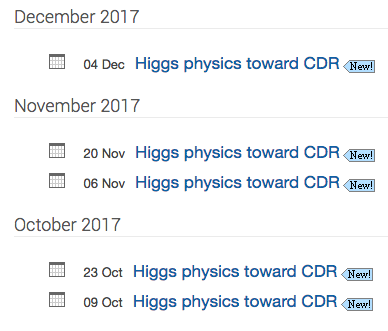 December 2017
04 Dec Higgs physics toward CDR New!
November 2017
20 Nov Higgs physics toward CDR New!
06 Nov Higgs physics toward CDR New!
October 2017
23 Oct Higgs physics toward CDR New!
09 Oct Higgs physics toward CDR New!